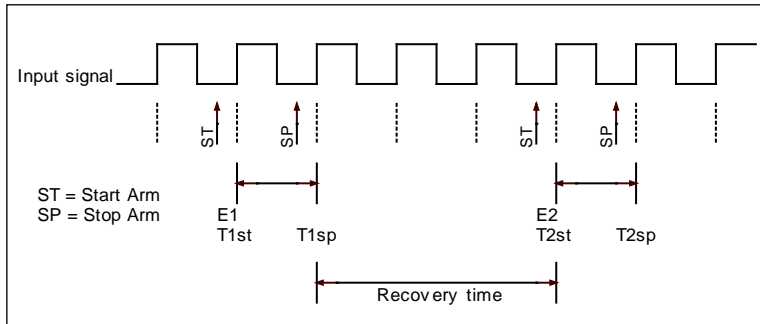 Input signal
ST SP ST SP
ST = Start Arm
SP = Stop Arm
E1 E2
T1st T1sp T2st T2sp
Recovery time